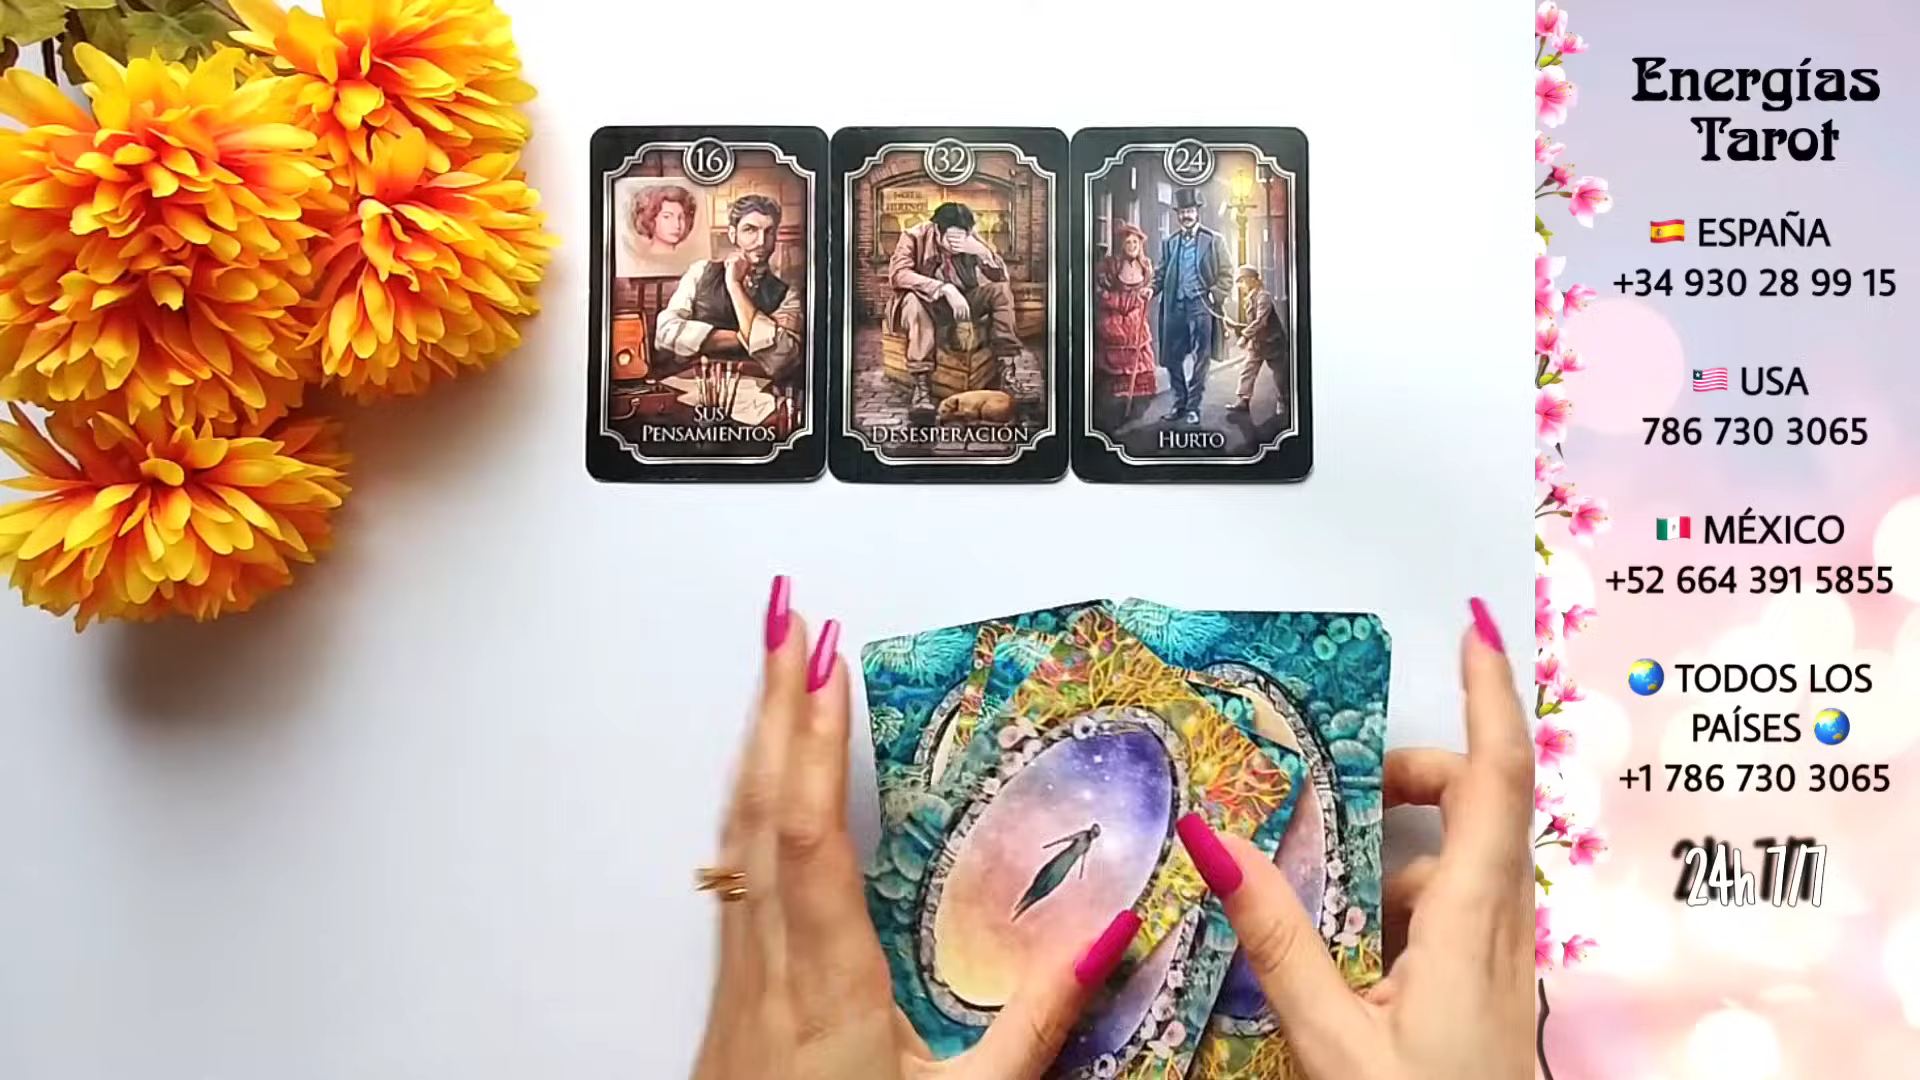 16
SUS
PENSAMIENTOS
32
DESESPERACIÓN
24
HURTO
Energías
Tarot
ESPAÑA
+34 930 28 99 15
USA
786 730 3065
MÉXICO
+52 664 391 5855
TODOS LOS
PAÍSES
+1 786 730 3065
24h 7/7